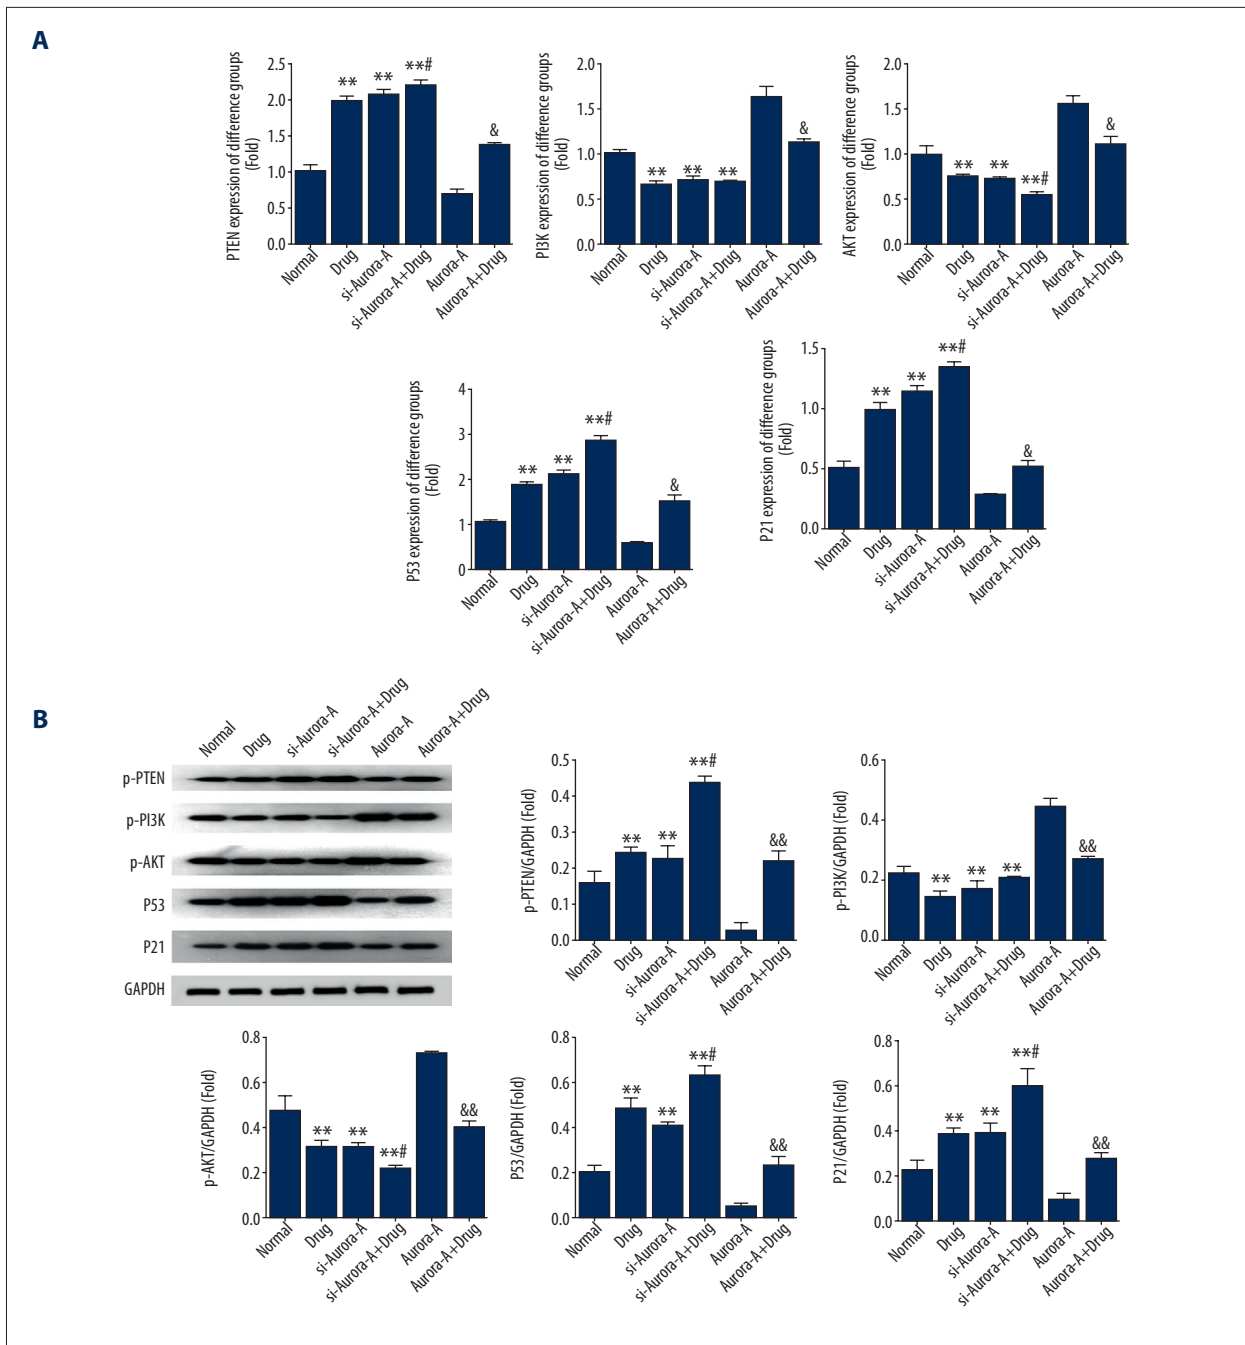 A
PTEN expression of difference groups
(Fold)
2.5
2.0
1.5
1.0
0.5
0.0
**
**
**#
&
Normal
Drug
si-Aurora-A
si-Aurora-A+Drug
Aurora-A
Aurora-A+Drug
PI3K expression of difference groups
(Fold)
2.0
1.5
1.0
0.5
0.0
**
**
**
&
Normal
Drug
si-Aurora-A
si-Aurora-A+Drug
Aurora-A
Aurora-A+Drug
AKT expression of difference groups
(Fold)
2.0
1.5
1.0
0.5
0.0
**
**
**#
&
Normal
Drug
si-Aurora-A
si-Aurora-A+Drug
Aurora-A
Aurora-A+Drug
P53 expression of difference groups
(Fold)
4
3
2
1
0
**
**
**#
&
Normal
Drug
si-Aurora-A
si-Aurora-A+Drug
Aurora-A
Aurora-A+Drug
P21 expression of difference groups
(Fold)
1.5
1.0
0.5
0.0
**
**
**#
&
Normal
Drug
si-Aurora-A
si-Aurora-A+Drug
Aurora-A
Aurora-A+Drug
B
Normal
Drug
si-Aurora-A
si-Aurora-A+Drug
Aurora-A
Aurora-A+Drug
p-PTEN
p-PI3K
p-AKT
P53
P21
GAPDH
p-PTEN/GAPDH (Fold)
0.5
0.4
0.3
0.2
0.1
0.0
**
**
**#
&&
Normal
Drug
si-Aurora-A
si-Aurora-A+Drug
Aurora-A
Aurora-A+Drug
p-PI3K/GAPDH (Fold)
0.6
0.4
0.2
0.0
**
**
**
&&
Normal
Drug
si-Aurora-A
si-Aurora-A+Drug
Aurora-A
Aurora-A+Drug
p-AKT/GAPDH (Fold)
0.8
0.6
0.4
0.2
0.0
**
**
**#
&&
Normal
Drug
si-Aurora-A
si-Aurora-A+Drug
Aurora-A
Aurora-A+Drug
P53/GAPDH (Fold)
0.8
0.6
0.4
0.2
0.0
**
**
**#
&&
Normal
Drug
si-Aurora-A
si-Aurora-A+Drug
Aurora-A
Aurora-A+Drug
P21/GAPDH (Fold)
0.8
0.6
0.4
0.2
0.0
**
**
**#
&&
Normal
Drug
si-Aurora-A
si-Aurora-A+Drug
Aurora-A
Aurora-A+Drug